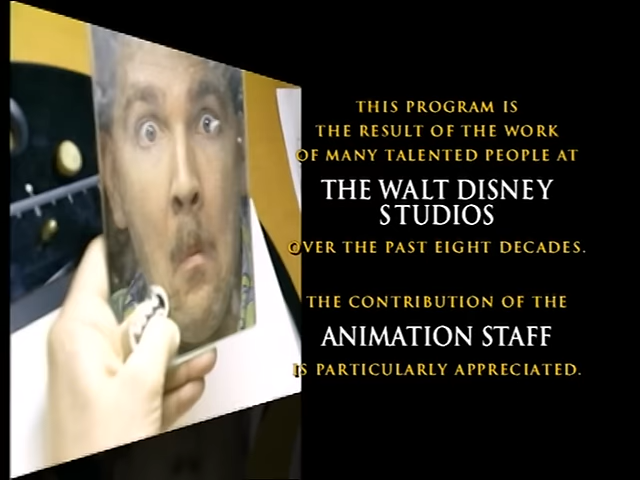 THIS PROGRAM IS
THE RESULT OF THE WORK
OF MANY TALENTED PEOPLE AT
THE WALT DISNEY
STUDIOS
OVER THE PAST EIGHT DECADES.
THE CONTRIBUTION OF THE
ANIMATION STAFF
IS PARTICULARLY APPRECIATED.